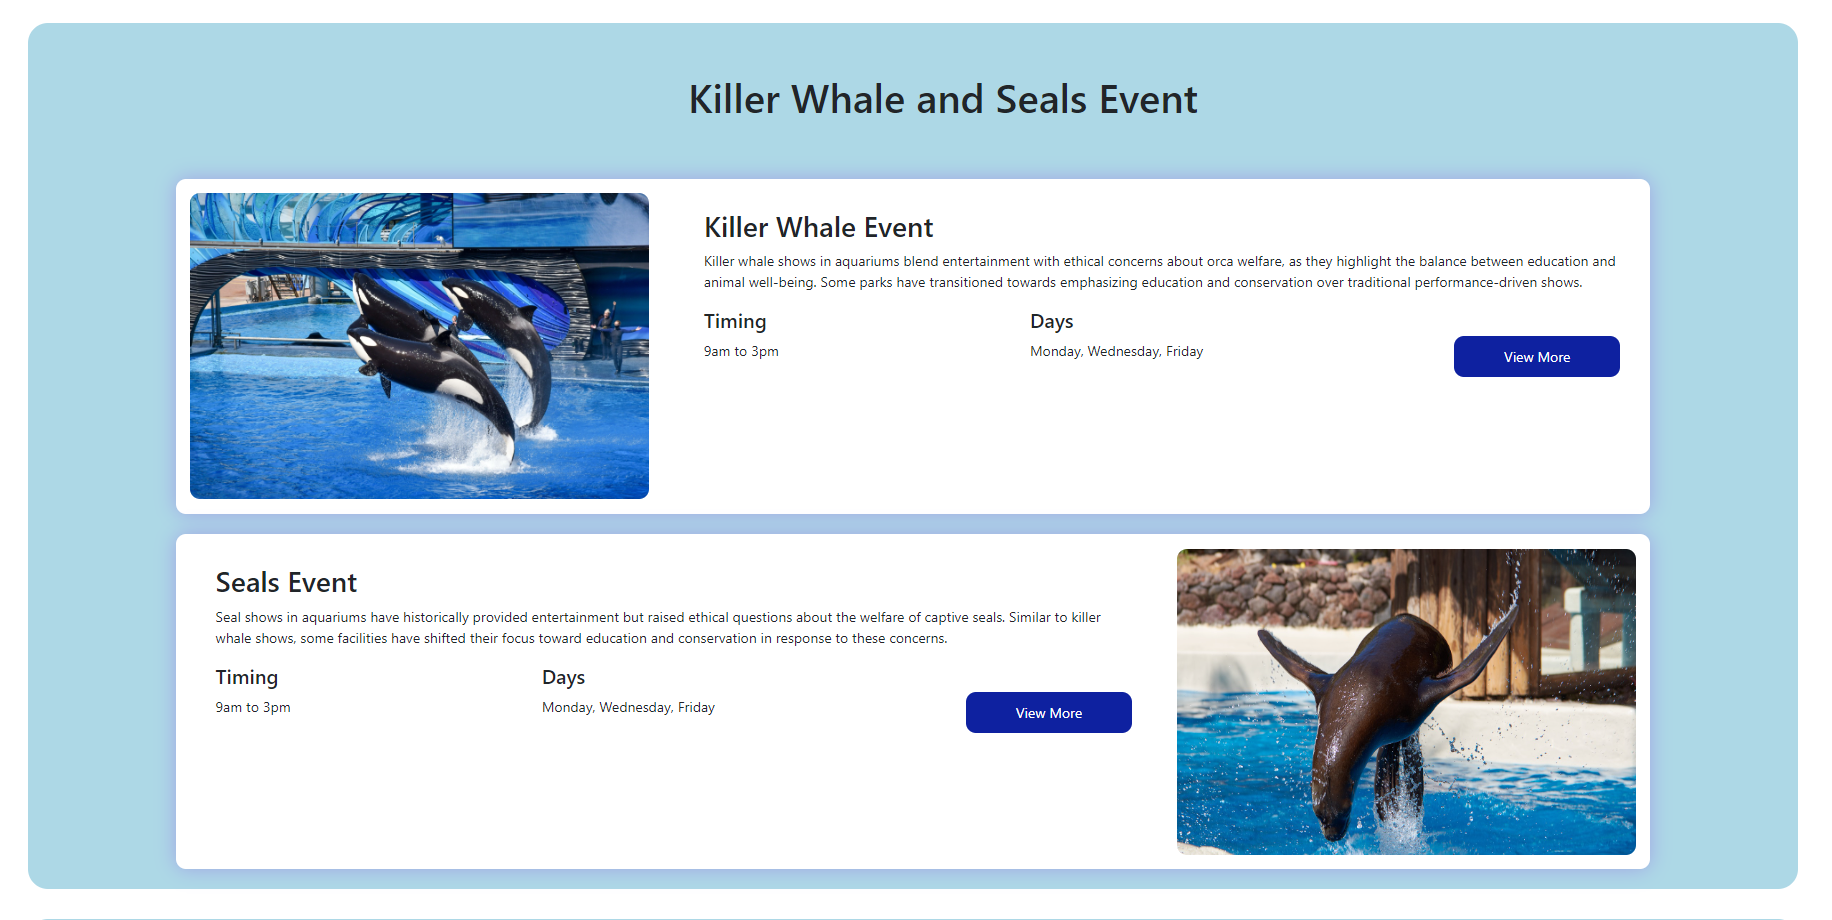 Killer Whale and Seals Event
Killer Whale Event
Killer whale shows in aquariums blend entertainment with ethical concerns about orca welfare, as they highlight the balance between education and
animal well-being. Some parks have transitioned towards emphasizing education and conservation over traditional performance-driven shows.
Timing
Days
9am to 3pm
Monday, Wednesday, Friday
View More
Seals Event
Seal shows in aquariums have historically provided entertainment but raised ethical questions about the welfare of captive seals. Similar to killer
whale shows, some facilities have shifted their focus toward education and conservation in response to these concerns.
Timing
Days
9am to 3pm
Monday, Wednesday, Friday
View More